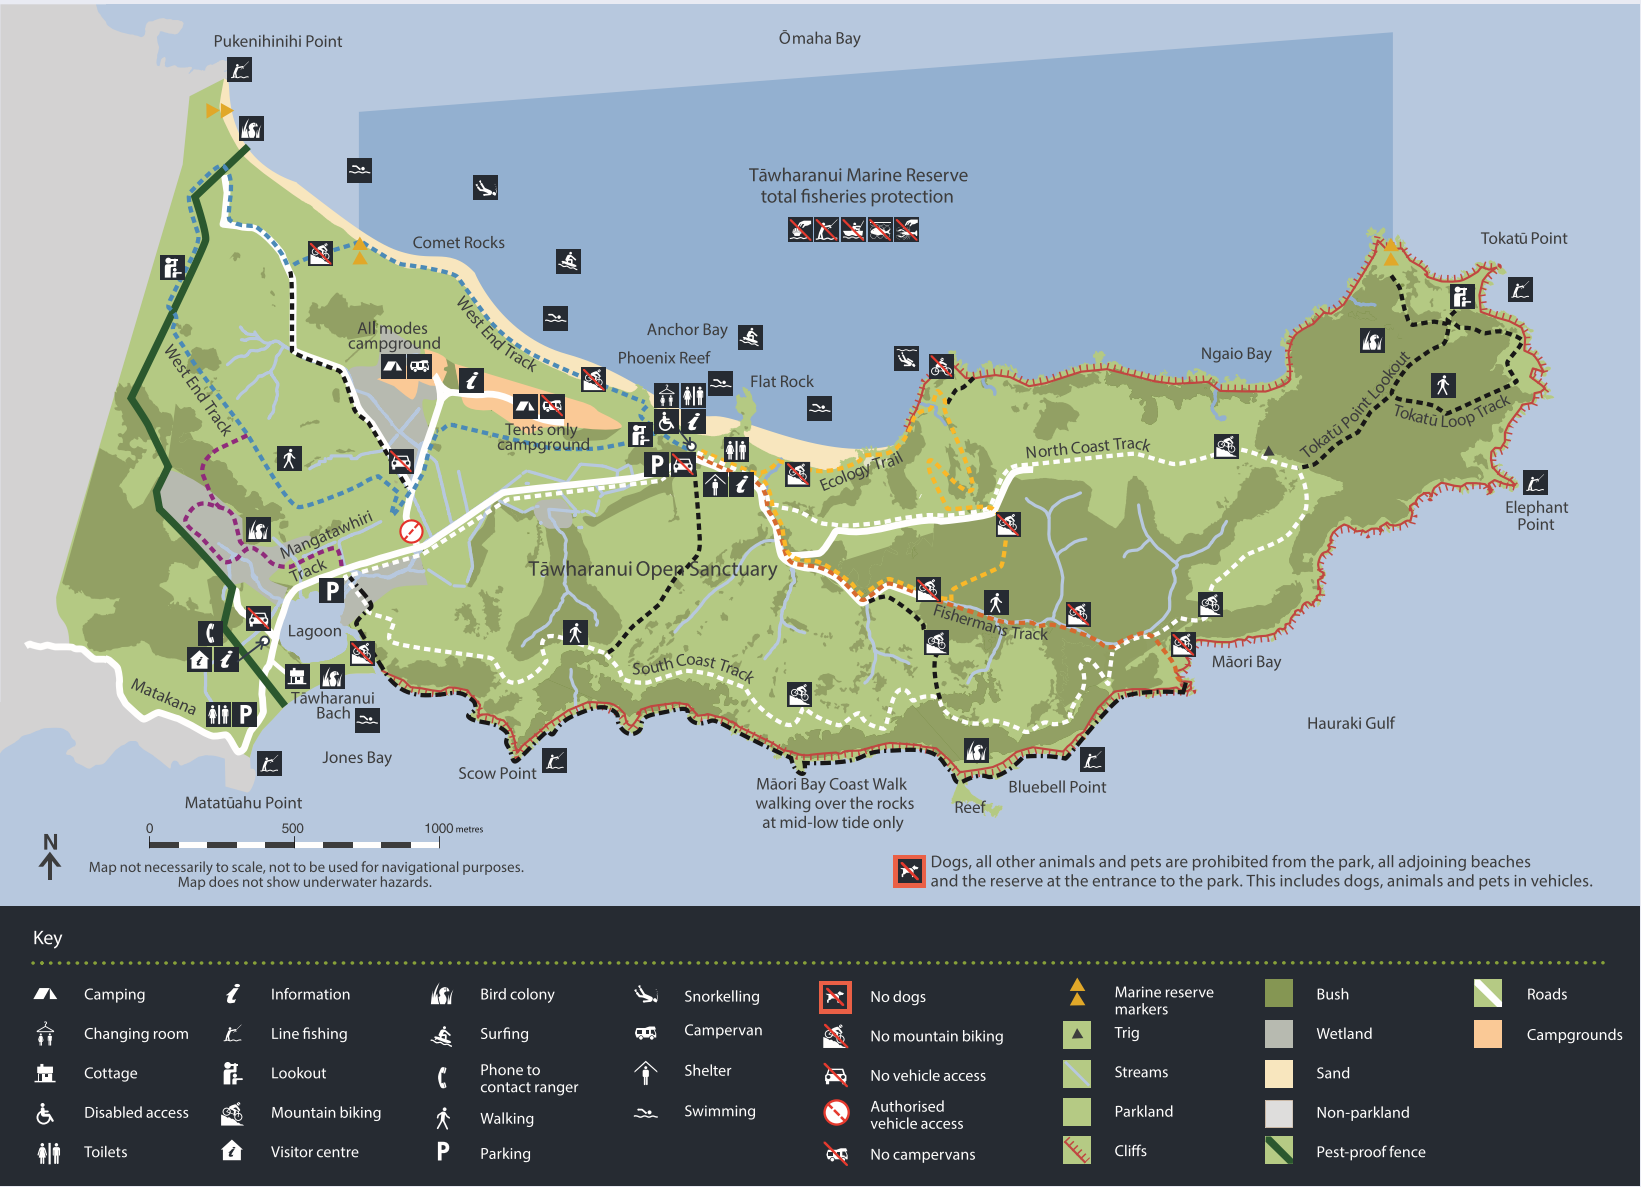 Pukenihinihi Point
Ōmaha Bay
Tāwharanui Marine Reserve
total fisheries protection
Comet Rocks
Tokatū Point
All modes
campground
West End Track
Anchor Bay
Phoenix Reef
Flat Rock
Ngaio Bay
West End Track
i
Tents only
campground
i
P
i
Ecology Trail
North Coast Track
Tokatū Point Lookout
Tokatū Loop Track
Elephant
Point
Mangatawhiri
Track
Tāwharanui Open Sanctuary
P
Lagoon
i
i
Fishermans Track
South Coast Track
Māori Bay
Matakana
P
Tāwharanui
Bach
Jones Bay
Hauraki Gulf
Scow Point
Māori Bay Coast Walk
walking over the rocks
at mid-low tide only
Bluebell Point
Reef
Matatūahu Point
N
0 500 1000 metres
Map not necessarily to scale, not to be used for navigational purposes.
Map does not show underwater hazards.
Dogs, all other animals and pets are prohibited from the park, all adjoining beaches
and the reserve at the entrance to the park. This includes dogs, animals and pets in vehicles.
Key
Camping
Changing room
Cottage
Disabled access
Toilets
i Information
Line fishing
Lookout
Mountain biking
i Visitor centre
Bird colony
Surfing
Phone to
contact ranger
Walking
P Parking
Snorkelling
Campervan
Shelter
Swimming
No dogs
No mountain biking
No vehicle access
Authorised
vehicle access
No campervans
Marine reserve
markers
Trig
Streams
Parkland
Cliffs
Bush
Wetland
Sand
Non-parkland
Pest-proof fence
Roads
Campgrounds